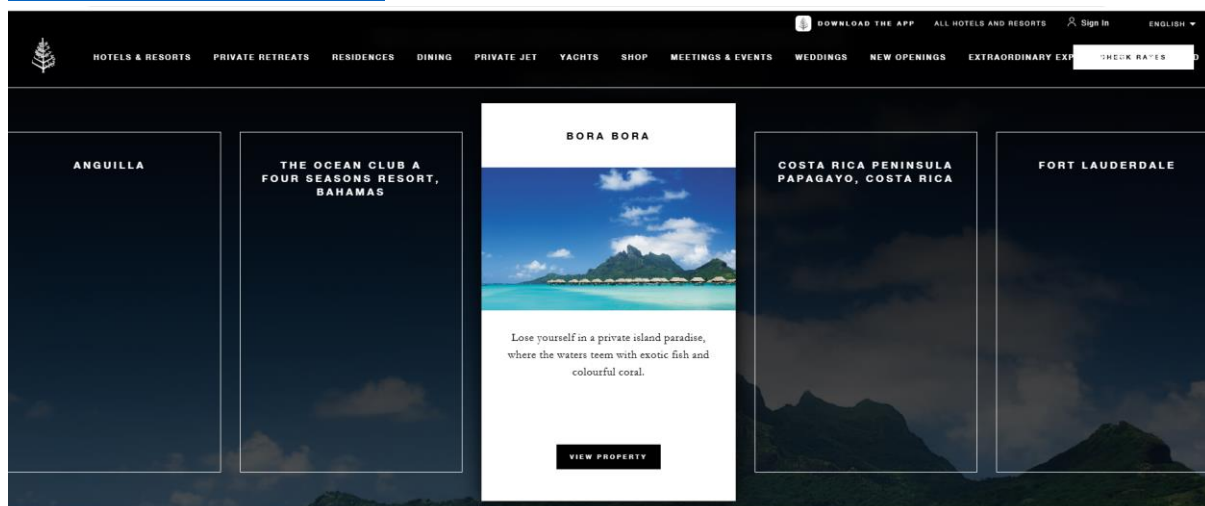 DOWNLOAD THE APP ALL HOTELS AND RESORTS Sign In ENGLISH
HOTELS & RESORTS PRIVATE RETREATS RESIDENCES DINING PRIVATE JET YACHTS SHOP MEETINGS & EVENTS WEDDINGS NEW OPENINGS EXTRAORDINARY EXP CHECK RATES D
ANGUILLA
THE OCEAN CLUB A
FOUR SEASONS RESORT,
BAHAMAS
BORA BORA
Lose yourself in a private island paradise,
where the waters teem with exotic fish and
colourful coral.
VIEW PROPERTY
COSTA RICA PENINSULA
PAPAGAYO, COSTA RICA
FORT LAUDERDALE